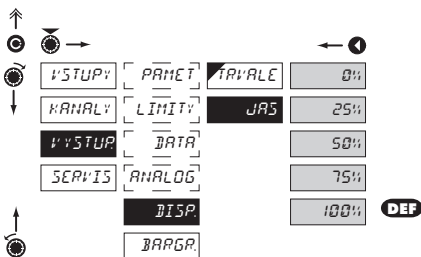 C
VSTUPY PAMET TRVALE 0%
KANALY LIMITY JAS 25%
VYSTUP. DATA 50%
SERVIS ANALOG 75%
DISP. 100% DEF
BARGR.